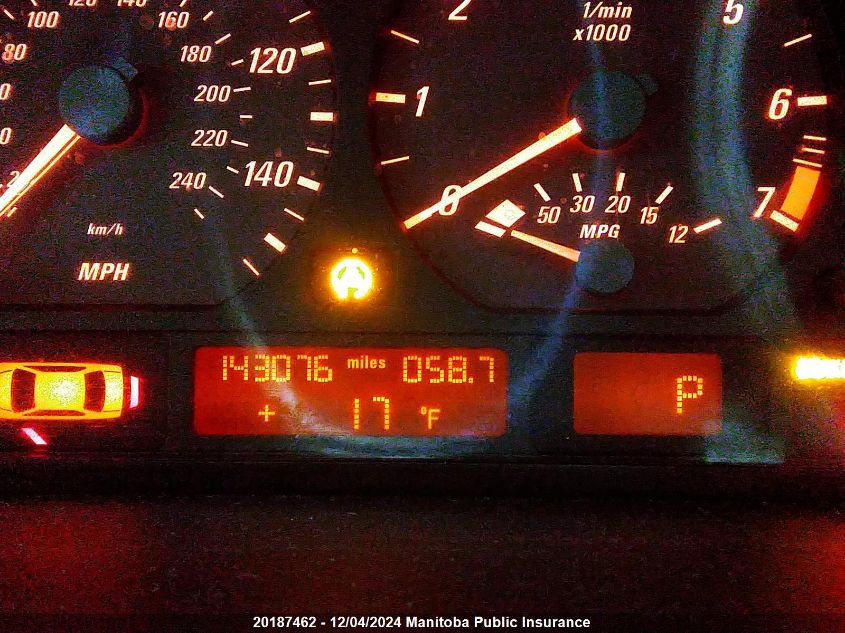 100 120 140 160
80
180
120
200
220
240
140
km/h
MPH
1/min
x1000
0 1 2 5 6 7
50 30 20 15 12
MPG
143076 miles 058.7
+ 17 °F
P
20187462 - 12/04/2024 Manitoba Public Insurance